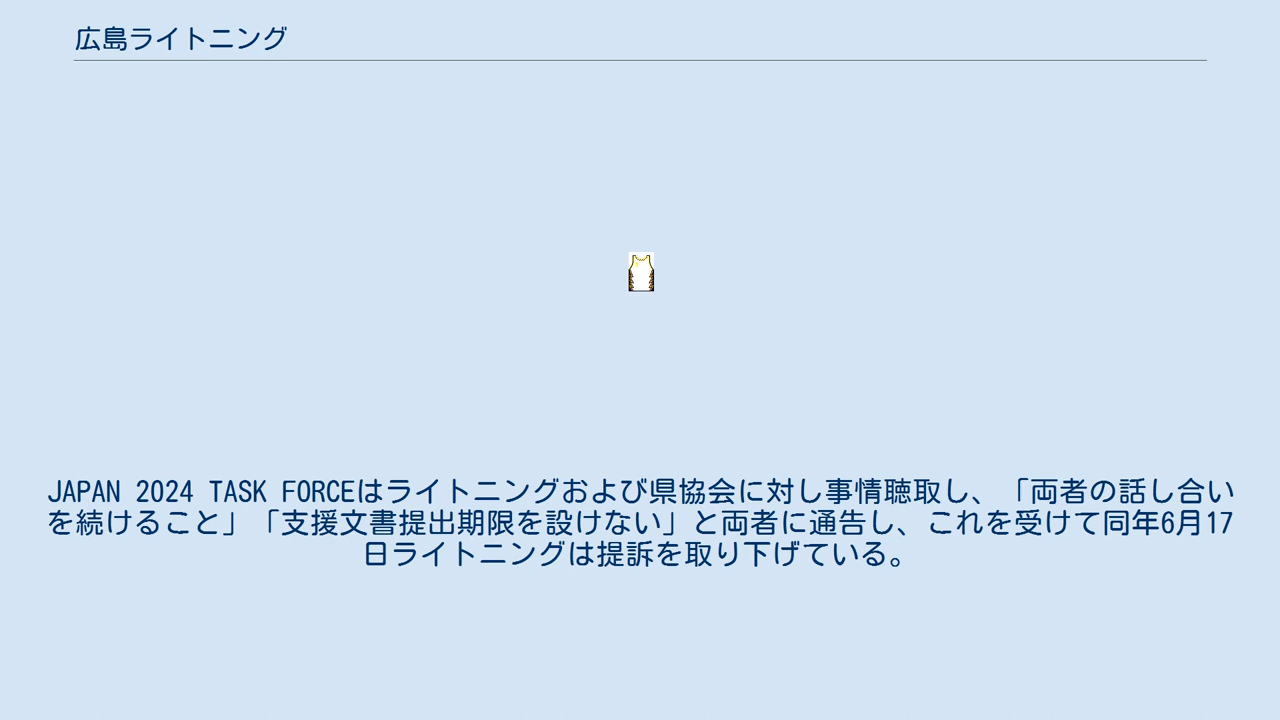 広島ライトニング
JAPAN 2024 TASK FORCEはライトニングおよび県協会に対し事情聴取し、「両者の話し合い
を続けること」「支援文書提出期限を設けない」と両者に通告し、これを受けて同年6月17
日ライトニングは提訴を取り下げている。